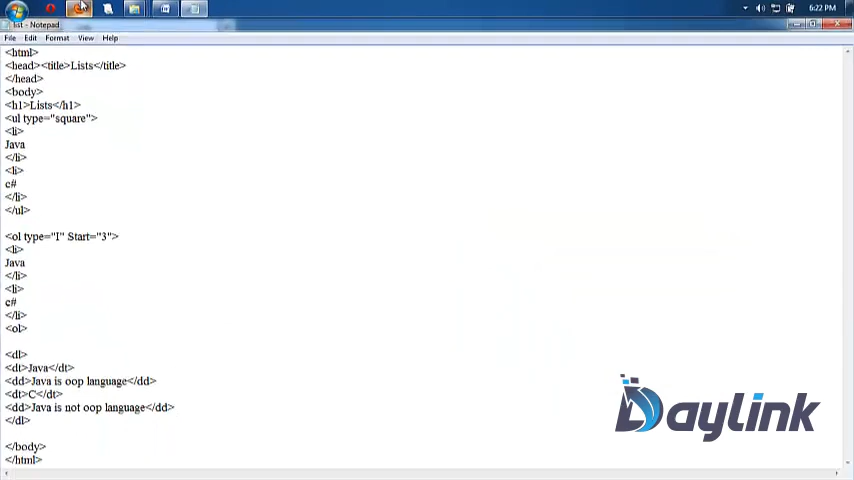 6:22 PM
list - Notepad
File Edit Format View Help
<html>
<head><title>Lists</title>
</head>
<body>
<h1>Lists</h1>
<ul type="square">
<li>
Java
</li>
<li>
c#
</li>
</ul>
<ol type="I" Start="3">
<li>
Java
</li>
<li>
c#
</li>
<ol>
<dl>
<dt>Java</dt>
<dd>Java is oop language</dd>
<dt>C</dt>
<dd>Java is not oop language</dd>
</dl>
</body>
</html>
Daylink